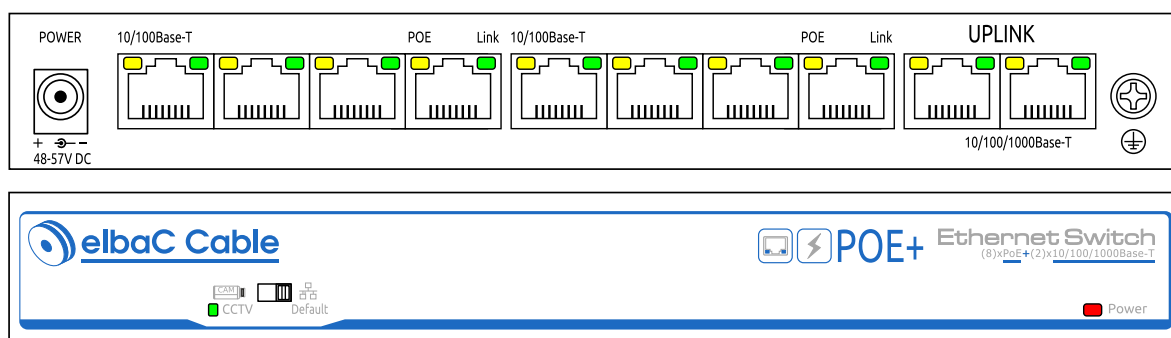 POWER
10/100Base-T
POE
Link
10/100Base-T
POE
Link
UPLINK
+ -
48-57V DC
10/100/1000Base-T
elbaC Cable
POE+
Ethernet Switch
(8)xPoE+(2)x10/100/1000Base-T
CAM
CCTV
Default
Power